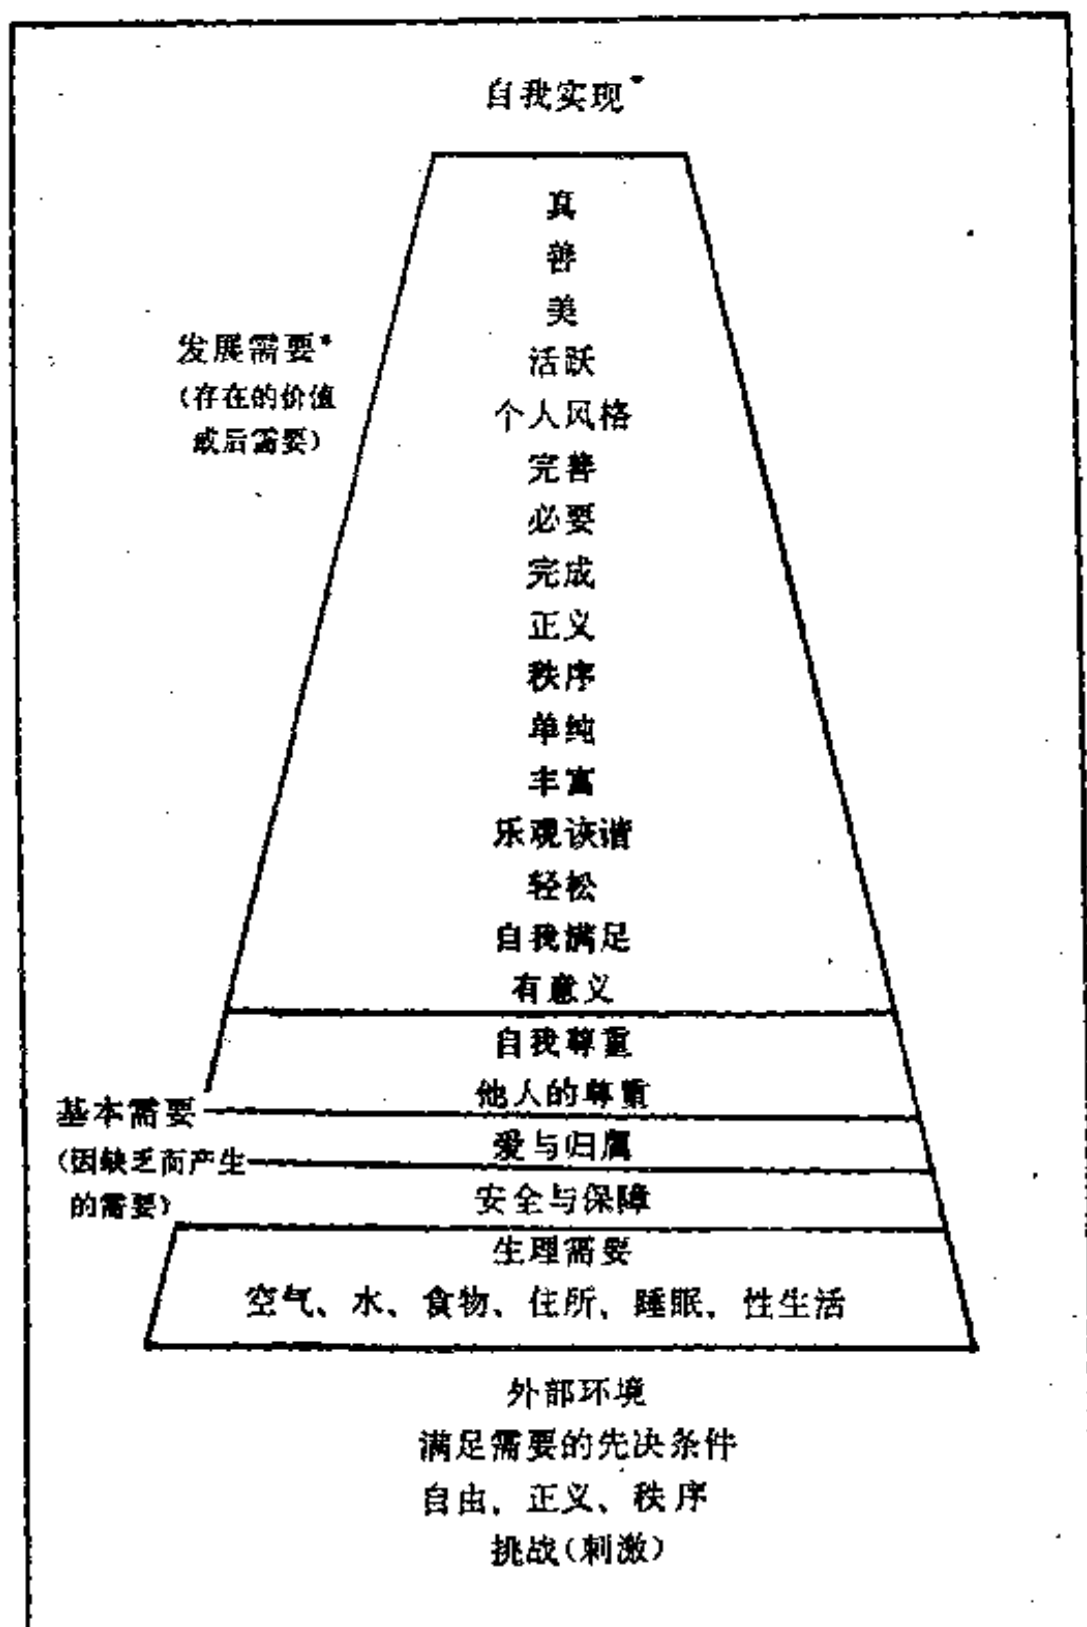 自我实现*
真
善
美
发展需要*
活跃
(存在的价值
个人风格
或后需要)
完善
必要
完成
正义
秩序
单纯
丰富
乐观诙谐
轻松
自我满足
有意义
自我尊重
他人的尊重
基本需要
爱与归属
(因缺乏而产生
的需要)
安全与保障
生理需要
空气、水、食物、住所、睡眠、性生活
外部环境
满足需要的先决条件
自由、正义、秩序
挑战(刺激)